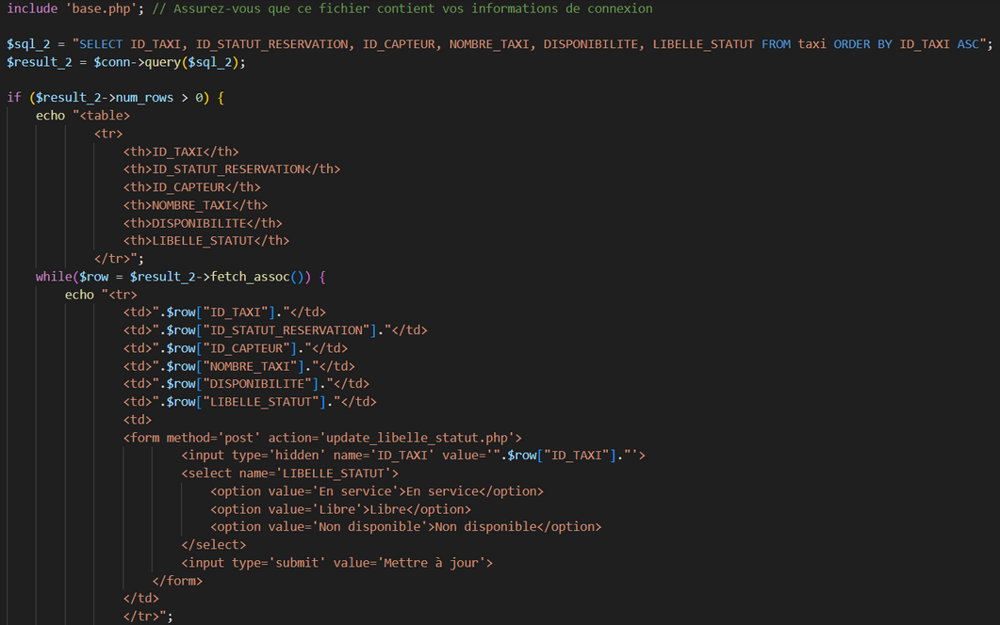 include 'base.php'; // Assurez-vous que ce fichier contient vos informations de connexion
$sql_2 = "SELECT ID_TAXI, ID_STATUT_RESERVATION, ID_CAPTEUR, NOMBRE_TAXI, DISPONIBILITE, LIBELLE_STATUT FROM taxi ORDER BY ID_TAXI ASC";
$result_2 = $conn->query($sql_2);
if ($result_2->num_rows > 0) {
echo "<table>
<tr>
<th>ID_TAXI</th>
<th>ID_STATUT_RESERVATION</th>
<th>ID_CAPTEUR</th>
<th>NOMBRE_TAXI</th>
<th>DISPONIBILITE</th>
<th>LIBELLE_STATUT</th>
</tr>";
while($row = $result_2->fetch_assoc()) {
echo "<tr>
<td>".$row["ID_TAXI"]."</td>
<td>".$row["ID_STATUT_RESERVATION"]."</td>
<td>".$row["ID_CAPTEUR"]."</td>
<td>".$row["NOMBRE_TAXI"]."</td>
<td>".$row["DISPONIBILITE"]."</td>
<td>".$row["LIBELLE_STATUT"]."</td>
<td>
<form method='post' action='update_libelle_statut.php'>
<input type='hidden' name='ID_TAXI' value='".$row["ID_TAXI"]."'>
<select name='LIBELLE_STATUT'>
<option value='En service'>En service</option>
<option value='Libre'>Libre</option>
<option value='Non disponible'>Non disponible</option>
</select>
<input type='submit' value='Mettre à jour'>
</form>
</td>
</tr>";